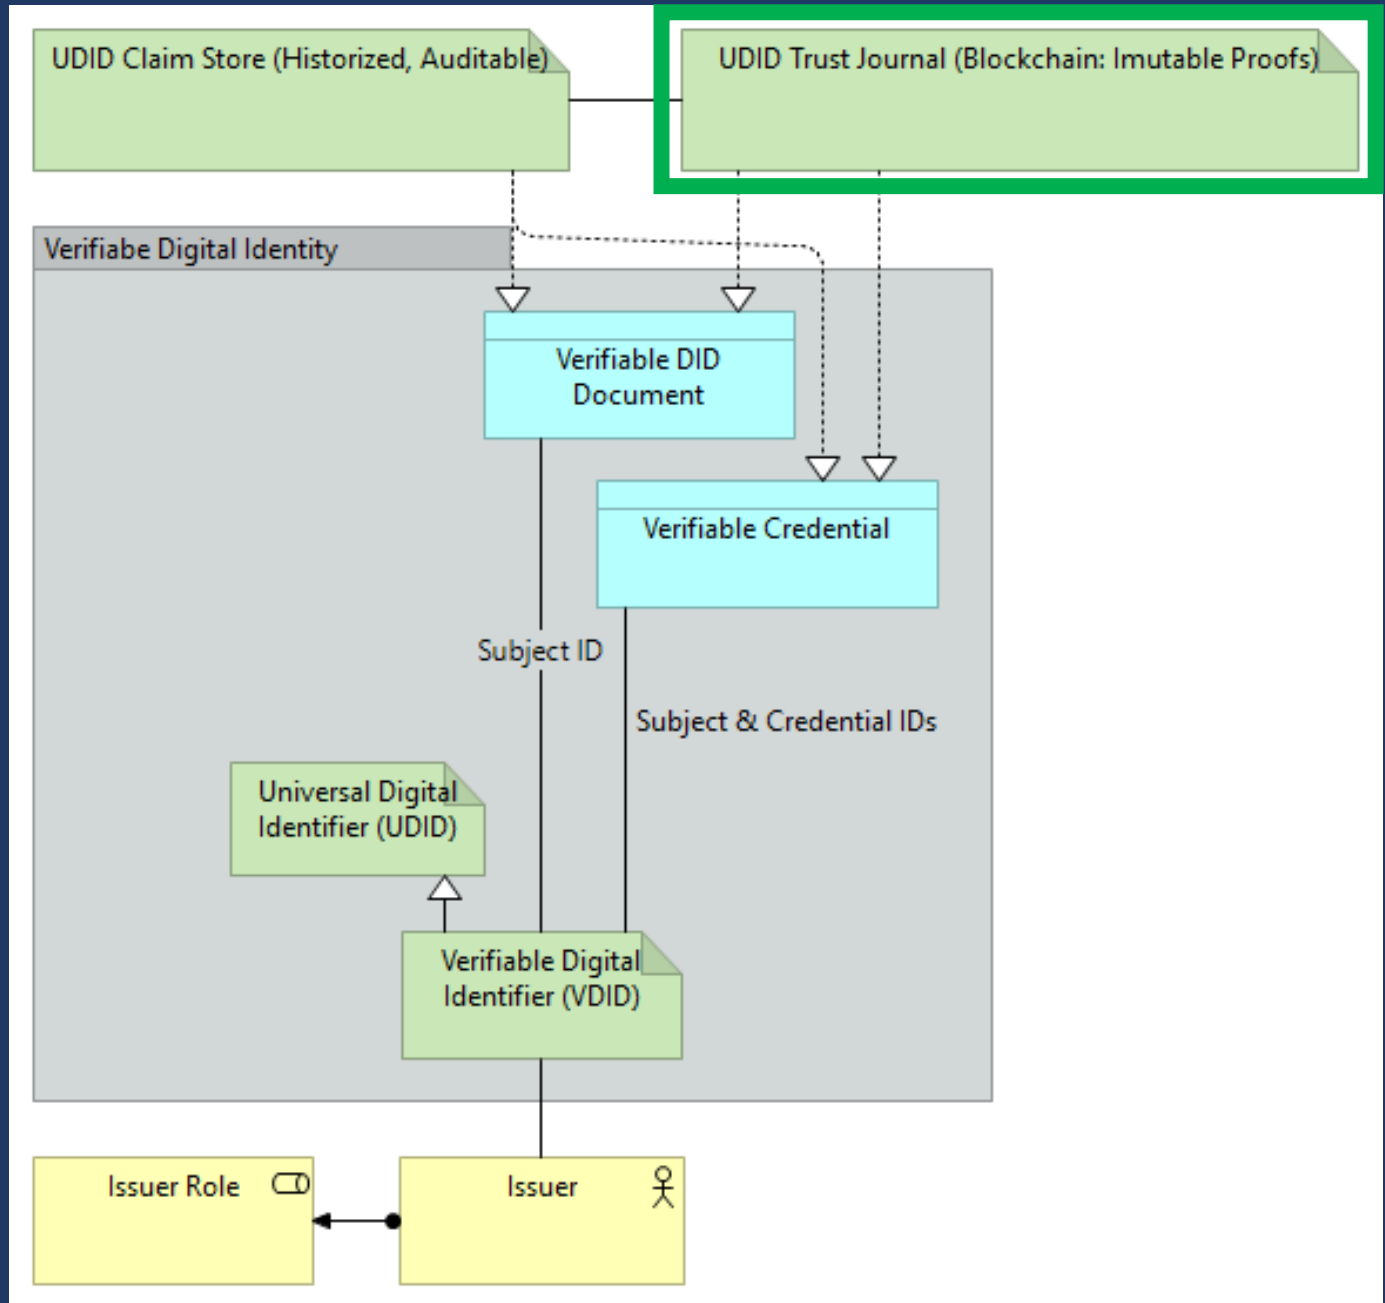 UDID Claim Store (Historized, Auditable)
UDID Trust Journal (Blockchain: Imutable Proofs)
Verifiabe Digital Identity
Verifiable DID
Document
Verifiable Credential
Subject ID
Subject & Credential IDs
Universal Digital
Identifier (UDID)
Verifiable Digital
Identifier (VDID)
Issuer Role
Issuer